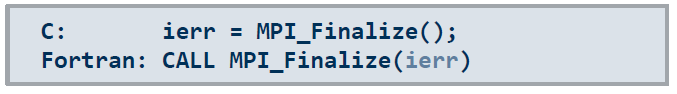 C:       ierr = MPI_Finalize();
Fortran: CALL MPI_Finalize(ierr)